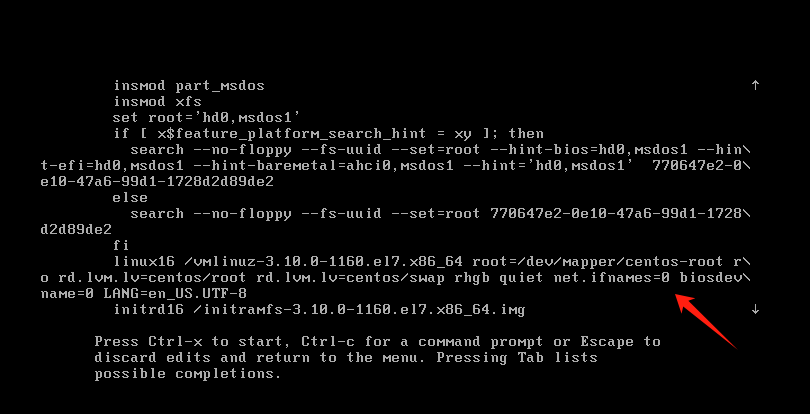 insmod part_msdos
insmod xfs
set root='hd0,msdos1'
if [ x$feature_platform_search_hint = xy ]; then
search --no-floppy --fs-uuid --set=root --hint-bios=hd0,msdos1 --hin\
t-efi=hd0,msdos1 --hint-baremetal=ahci0,msdos1 --hint='hd0,msdos1'  770647e2-0\
e10-47a6-99d1-1728d2d89de2
else
search --no-floppy --fs-uuid --set=root 770647e2-0e10-47a6-99d1-1728\
d2d89de2
fi
linux16 /vmlinuz-3.10.0-1160.el7.x86_64 root=/dev/mapper/centos-root r\
o rd.lvm.lv=centos/root rd.lvm.lv=centos/swap rhgb quiet net.ifnames=0 biosdev\
name=0 LANG=en_US.UTF-8
initrd16 /initramfs-3.10.0-1160.el7.x86_64.img
Press Ctrl-x to start, Ctrl-c for a command prompt or Escape to
discard edits and return to the menu. Pressing Tab lists
possible completions.